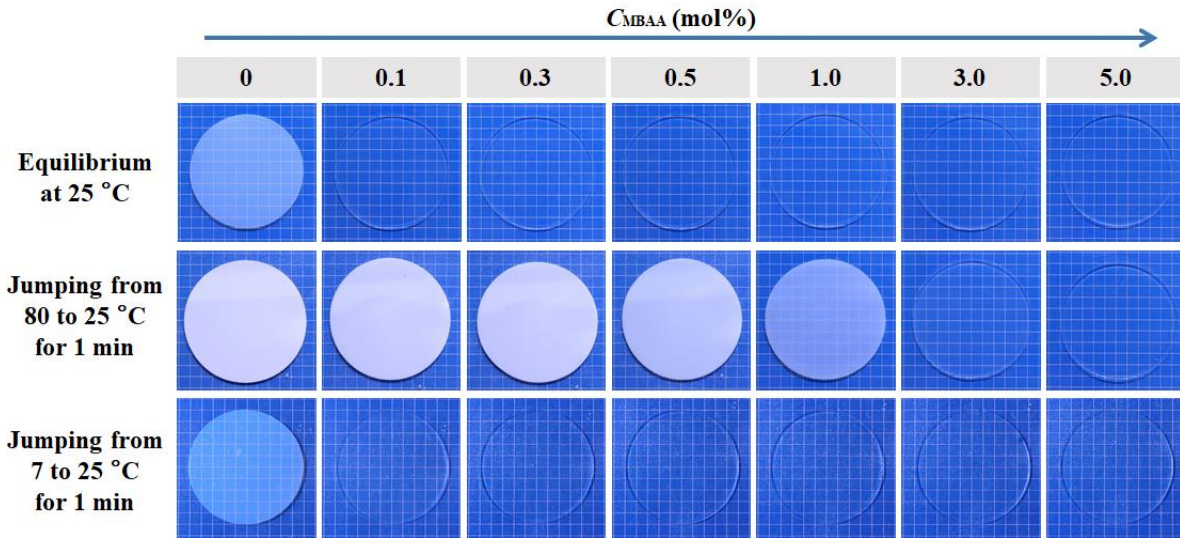 CMBAA (mol%)
0 0.1 0.3 0.5 1.0 3.0 5.0
Equilibrium
at 25 °C
Jumping from
80 to 25 °C
for 1 min
Jumping from
7 to 25 °C
for 1 min